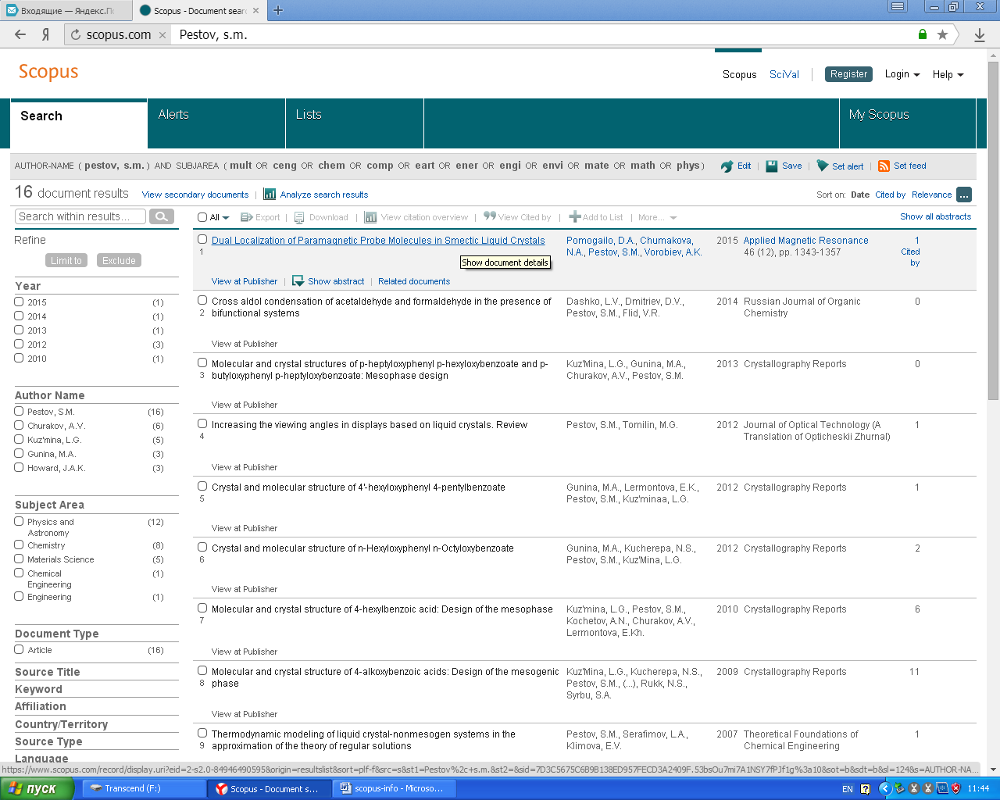 Входящие — Яндекс.По
Scopus - Document sear
Я scopus.com Pestov, s.m.
Scopus
Scopus SciVal Register Login Help
Search Alerts Lists My Scopus
AUTHOR-NAME ( pestov, s.m. ) AND SUBJAREA ( mult OR ceng OR chem OR comp OR eart OR ener OR engi OR envi OR mate OR math OR phys ) Edit | Save | Set alert | Set feed
16 document results View secondary documents | Analyze search results Sort on: Date Cited by Relevance ...
Search within results...
All Export | Download | View citation overview | View Cited by | Add to List | More... Show all abstracts
Refine
Limit to Exclude
Year
2015 (1)
2014 (1)
2013 (1)
2012 (3)
2010 (1)
Author Name
Pestov, S.M. (16)
Churakov, A.V. (6)
Kuz'mina, L.G. (5)
Gunina, M.A. (3)
Howard, J.A.K. (3)
Subject Area
Physics and Astronomy (12)
Chemistry (8)
Materials Science (5)
Chemical Engineering (1)
Engineering (1)
Document Type
Article (16)
Source Title
Keyword
Affiliation
Country/Territory
Source Type
Language
1 Dual Localization of Paramagnetic Probe Molecules in Smectic Liquid Crystals
Pomogailo, D.A., Chumakova, N.A., Pestov, S.M., Vorobiev, A.K.
2015 Applied Magnetic Resonance
46 (12), pp. 1343-1357
1 Cited by
Show document details
View at Publisher | Show abstract | Related documents
2 Cross aldol condensation of acetaldehyde and formaldehyde in the presence of bifunctional systems
Dashko, L.V., Dmitriev, D.V., Pestov, S.M., Flid, V.R.
2014 Russian Journal of Organic Chemistry 0
View at Publisher
3 Molecular and crystal structures of p-heptyloxyphenyl p-hexyloxybenzoate and p-butyloxyphenyl p-heptyloxybenzoate: Mesophase design
Kuz'Mina, L.G., Gunina, M.A., Churakov, A.V., Pestov, S.M.
2013 Crystallography Reports 0
View at Publisher
4 Increasing the viewing angles in displays based on liquid crystals. Review
Pestov, S.M., Tomilin, M.G.
2012 Journal of Optical Technology (A Translation of Opticheskii Zhurnal) 1
View at Publisher
5 Crystal and molecular structure of 4'-hexyloxyphenyl 4-pentylbenzoate
Gunina, M.A., Lermontova, E.K., Pestov, S.M., Kuz'minaa, L.G.
2012 Crystallography Reports 1
View at Publisher
6 Crystal and molecular structure of n-Hexyloxyphenyl n-Octyloxybenzoate
Gunina, M.A., Kucherepa, N.S., Pestov, S.M., Kuz'Mina, L.G.
2012 Crystallography Reports 2
View at Publisher
7 Molecular and crystal structure of 4-hexylbenzoic acid: Design of the mesophase
Kuz'mina, L.G., Pestov, S.M., Kochetov, A.N., Churakov, A.V., Lermontova, E.Kh.
2010 Crystallography Reports 6
View at Publisher
8 Molecular and crystal structure of 4-alkoxybenzoic acids: Design of the mesogenic phase
Kuz'Mina, L.G., Kucherepa, N.S., Pestov, S.M., (...), Rukk, N.S., Syrbu, S.A.
2009 Crystallography Reports 11
View at Publisher
9 Thermodynamic modeling of liquid crystal-nonmesogen systems in the approximation of the theory of regular solutions
Pestov, S.M., Serafimov, L.A., Klimova, E.V.
2007 Theoretical Foundations of Chemical Engineering 1
https://www.scopus.com/record/display.uri?eid=2-s2.0-84946490595&origin=resultslist&sort=plf-f&src=s&st1=Pestov%2c+s.m.&st2=&sid=7D3C5675C6B9B138ED957FECD3A2409F.53bsOu7mi7A1NSY7fPJf1g%3a10&sot=b&sdt=b&sl=124&s=AUTHOR-NA...
пуск Transcend (F:) Scopus - Document s... scopus-info - Microso... EN 11:44